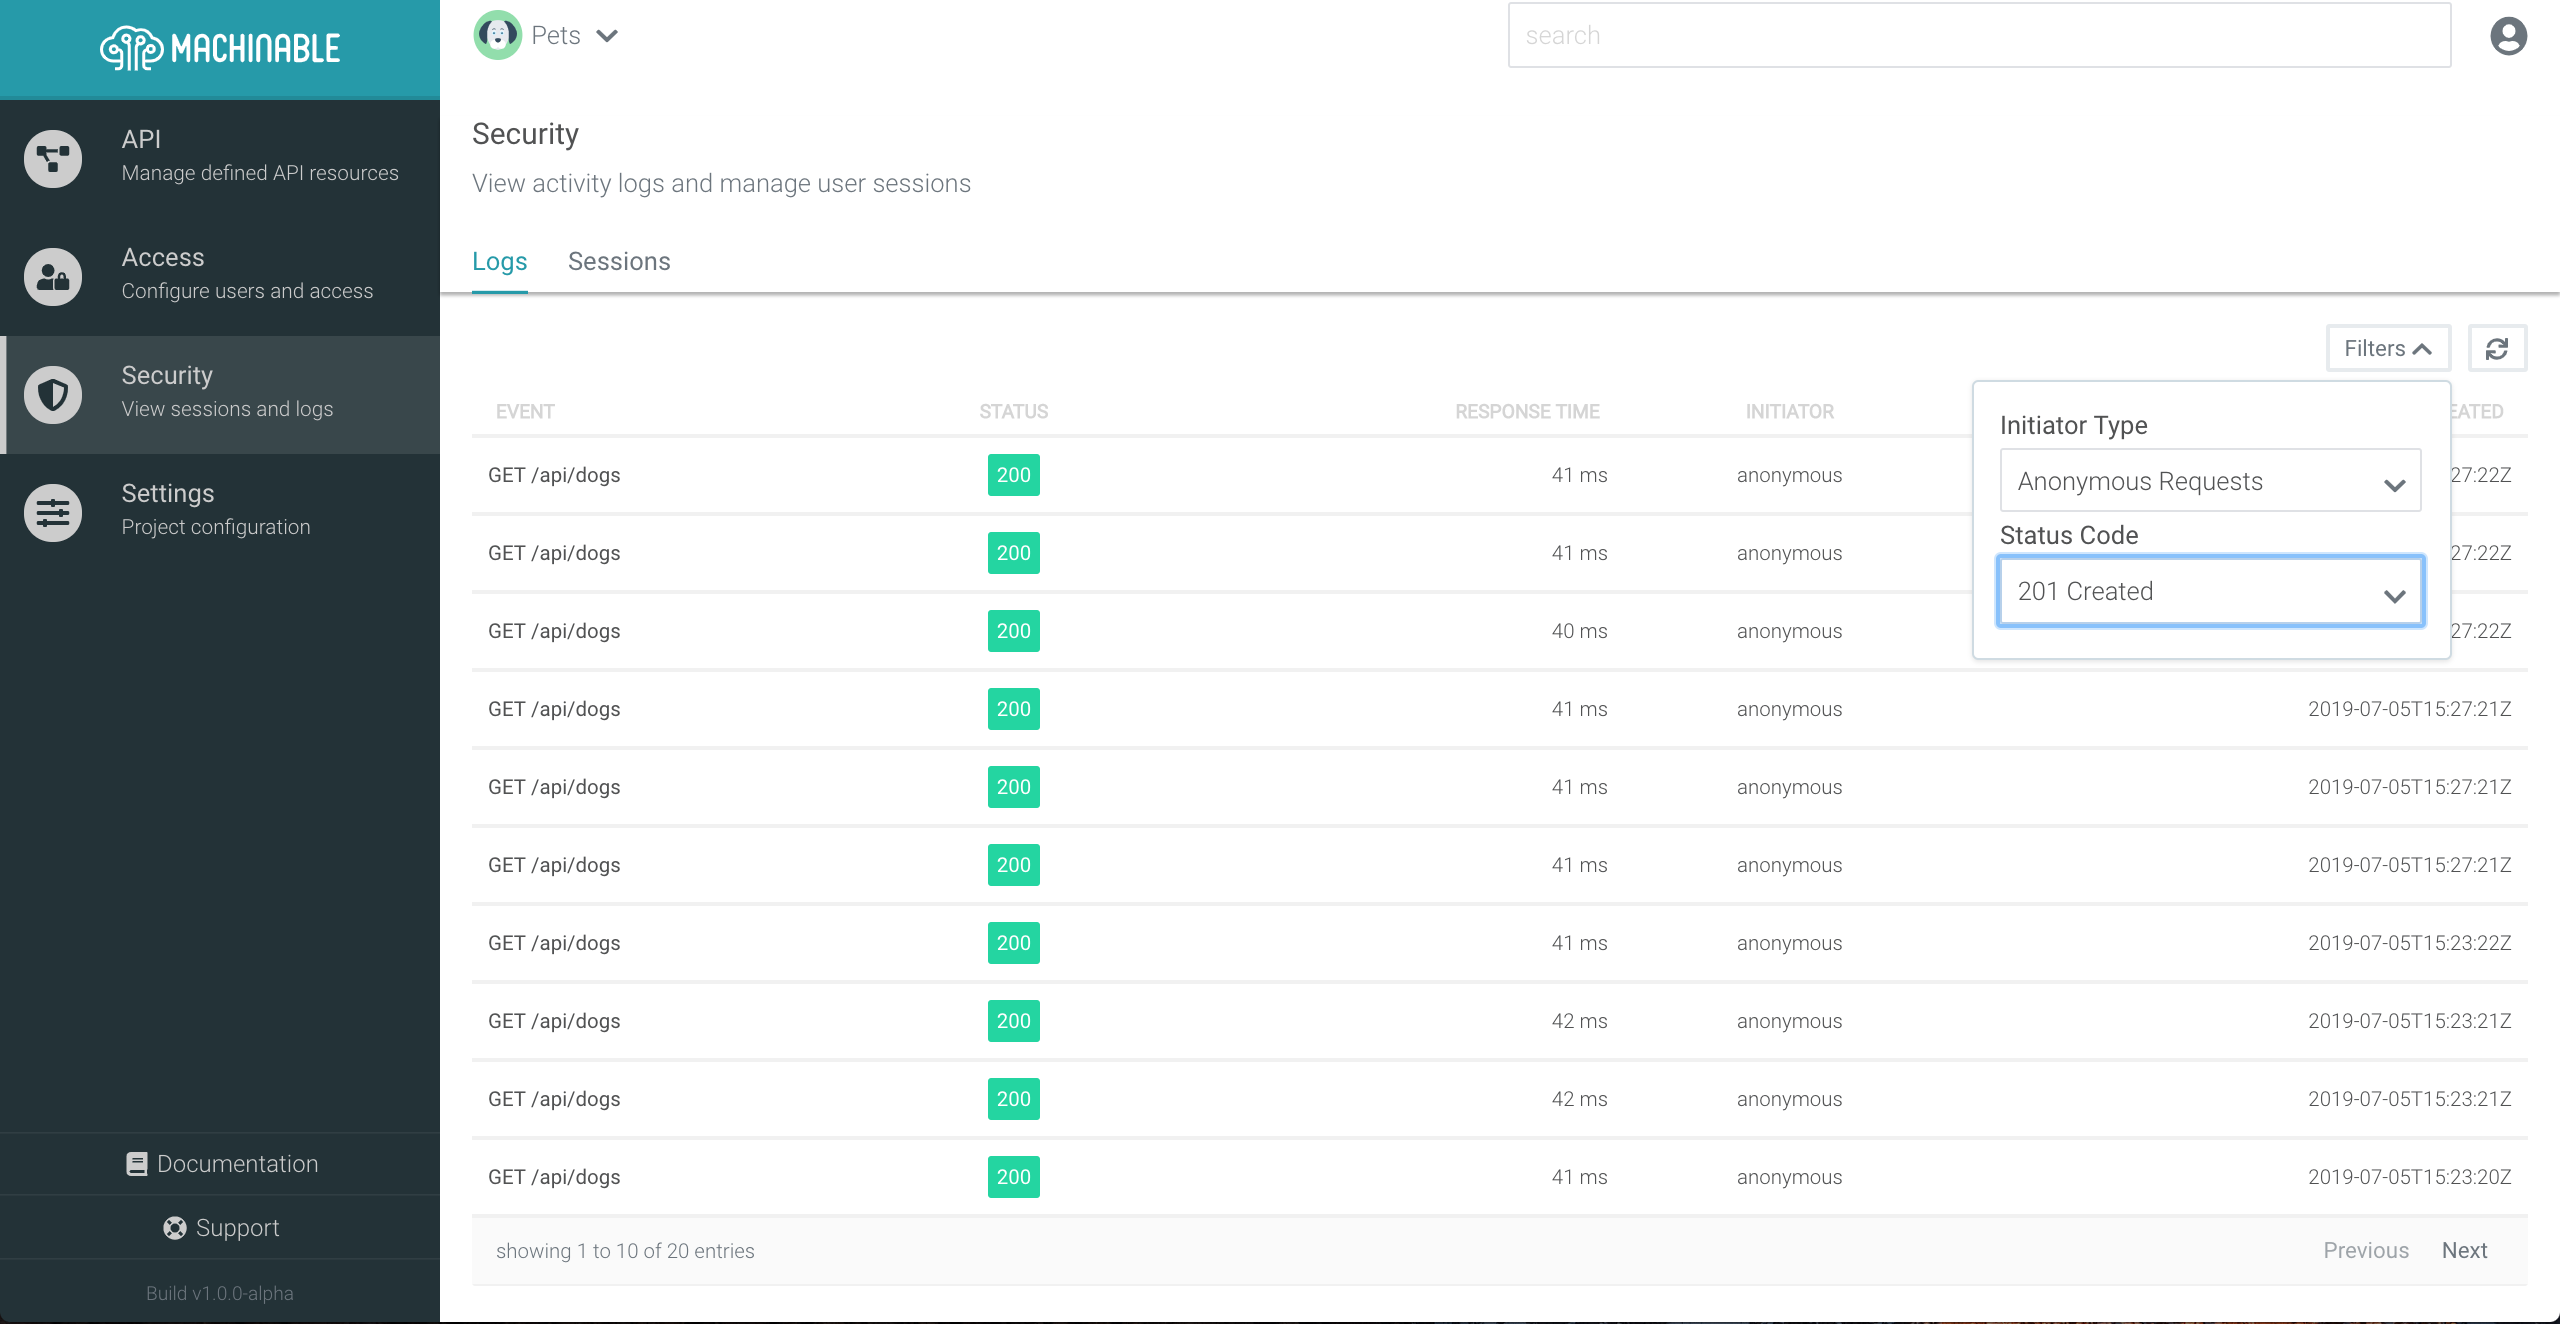 MACHINABLE
Pets
search
API
Manage defined API resources
Access
Configure users and access
Security
View sessions and logs
Settings
Project configuration
Documentation
Support
Build v1.0.0-alpha
Security
View activity logs and manage user sessions
Logs Sessions
Filters
Initiator Type
Anonymous Requests
Status Code
201 Created
EVENT STATUS RESPONSE TIME INITIATOR EATED
GET /api/dogs 200 41 ms anonymous 27:22Z
GET /api/dogs 200 41 ms anonymous 27:22Z
GET /api/dogs 200 40 ms anonymous 27:22Z
GET /api/dogs 200 41 ms anonymous 2019-07-05T15:27:21Z
GET /api/dogs 200 41 ms anonymous 2019-07-05T15:27:21Z
GET /api/dogs 200 41 ms anonymous 2019-07-05T15:27:21Z
GET /api/dogs 200 41 ms anonymous 2019-07-05T15:23:22Z
GET /api/dogs 200 42 ms anonymous 2019-07-05T15:23:21Z
GET /api/dogs 200 42 ms anonymous 2019-07-05T15:23:21Z
GET /api/dogs 200 41 ms anonymous 2019-07-05T15:23:20Z
showing 1 to 10 of 20 entries
Previous Next